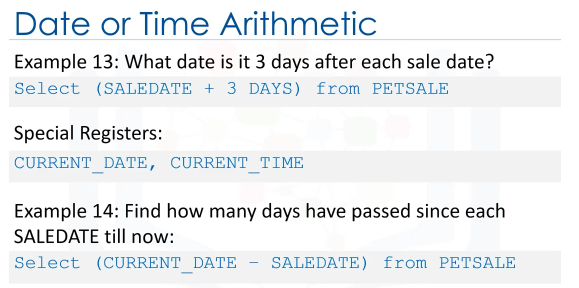 Date or Time Arithmetic
Example 13: What date is it 3 days after each sale date?
Select (SALEDATE + 3 DAYS) from PETSALE
Special Registers:
CURRENT_DATE, CURRENT_TIME
Example 14: Find how many days have passed since each
SALEDATE till now:
Select (CURRENT_DATE – SALEDATE) from PETSALE